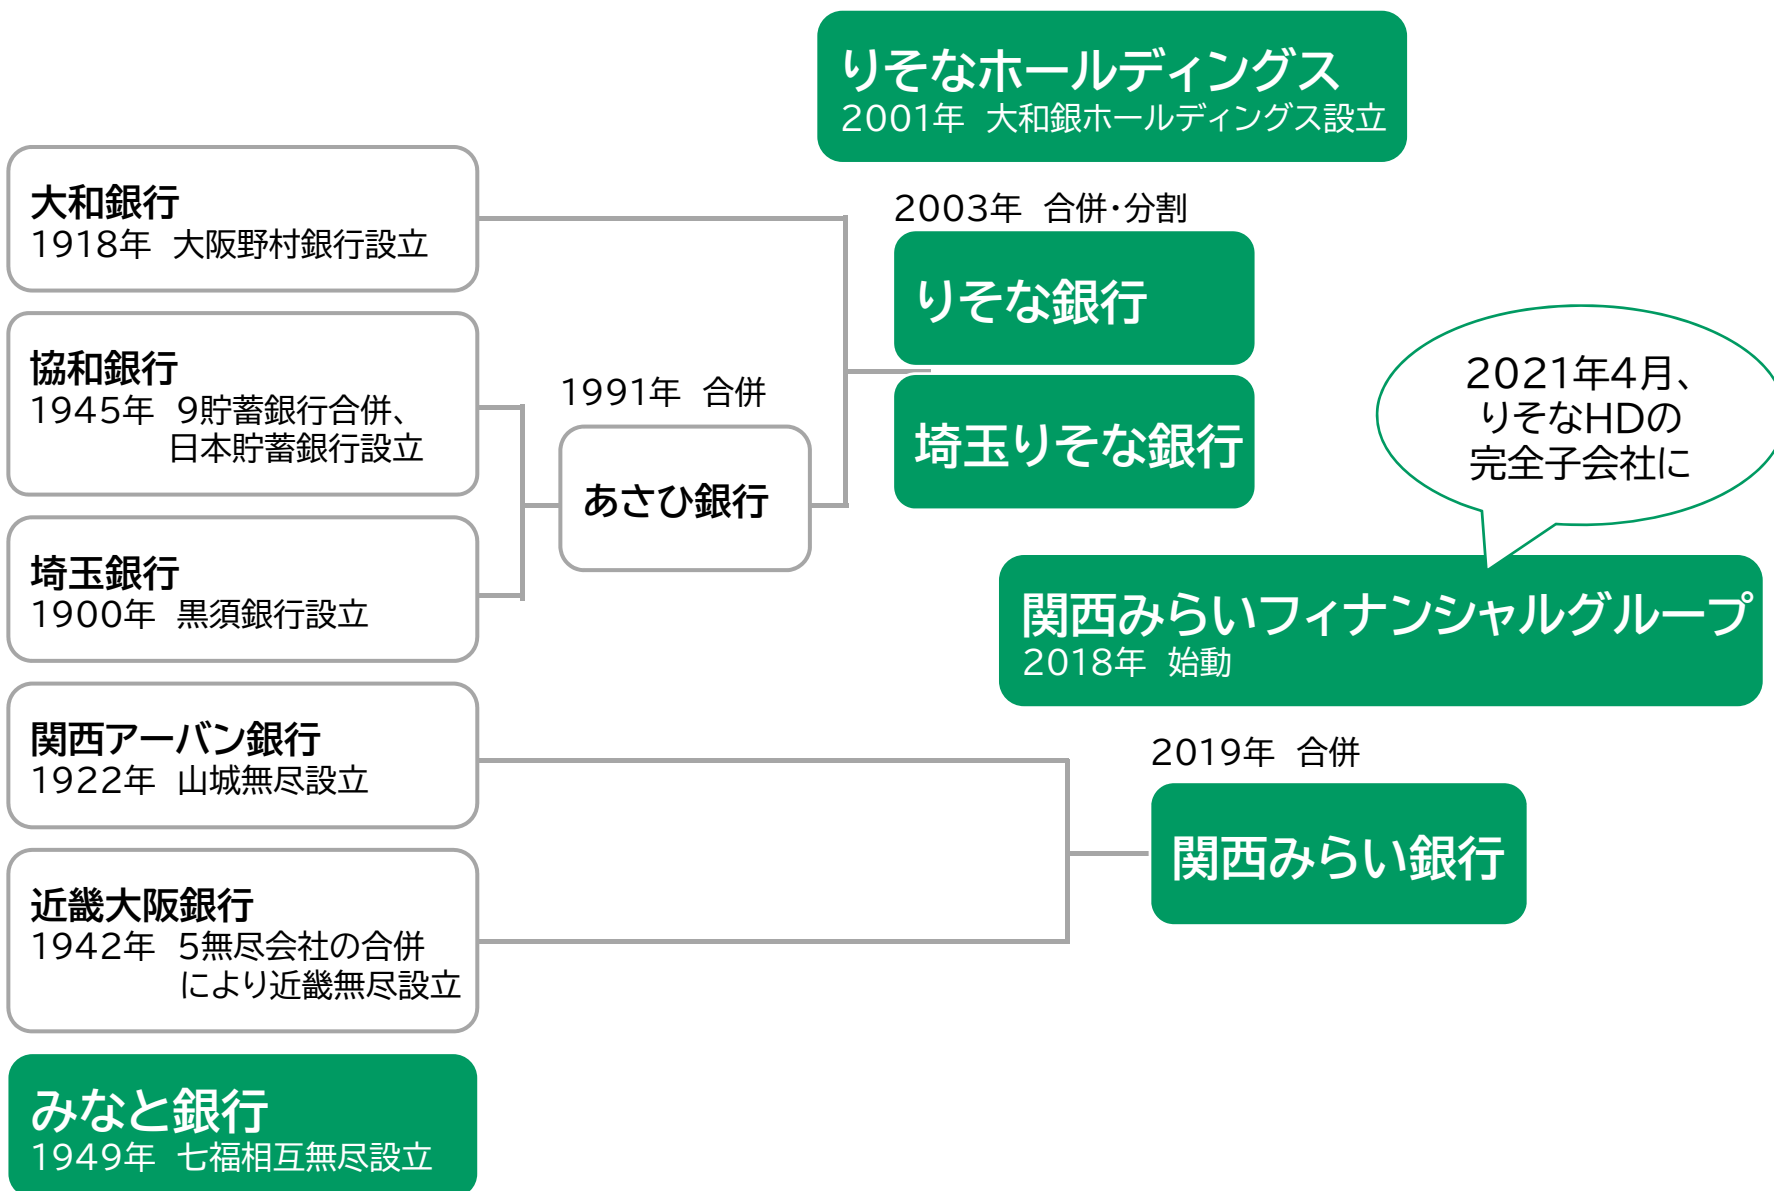 りそなホールディングス
2001年 大和銀ホールディングス設立
大和銀行
1918年 大阪野村銀行設立
2003年 合併・分割
りそな銀行
協和銀行
1945年 9貯蓄銀行合併、
日本貯蓄銀行設立
1991年 合併
あさひ銀行
埼玉りそな銀行
2021年4月、
りそなHDの
完全子会社に
埼玉銀行
1900年 黒須銀行設立
関西みらいフィナンシャルグループ
2018年 始動
関西アーバン銀行
1922年 山城無尽設立
2019年 合併
関西みらい銀行
近畿大阪銀行
1942年 5無尽会社の合併
により近畿無尽設立
みなと銀行
1949年 七福相互無尽設立